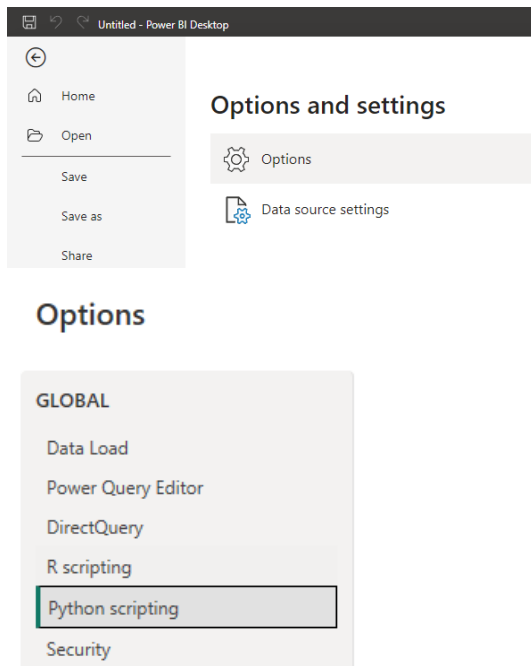 Untitled - Power BI Desktop
Home
Open
Save
Save as
Share
Options and settings
Options
Data source settings
Options
GLOBAL
Data Load
Power Query Editor
DirectQuery
R scripting
Python scripting
Security